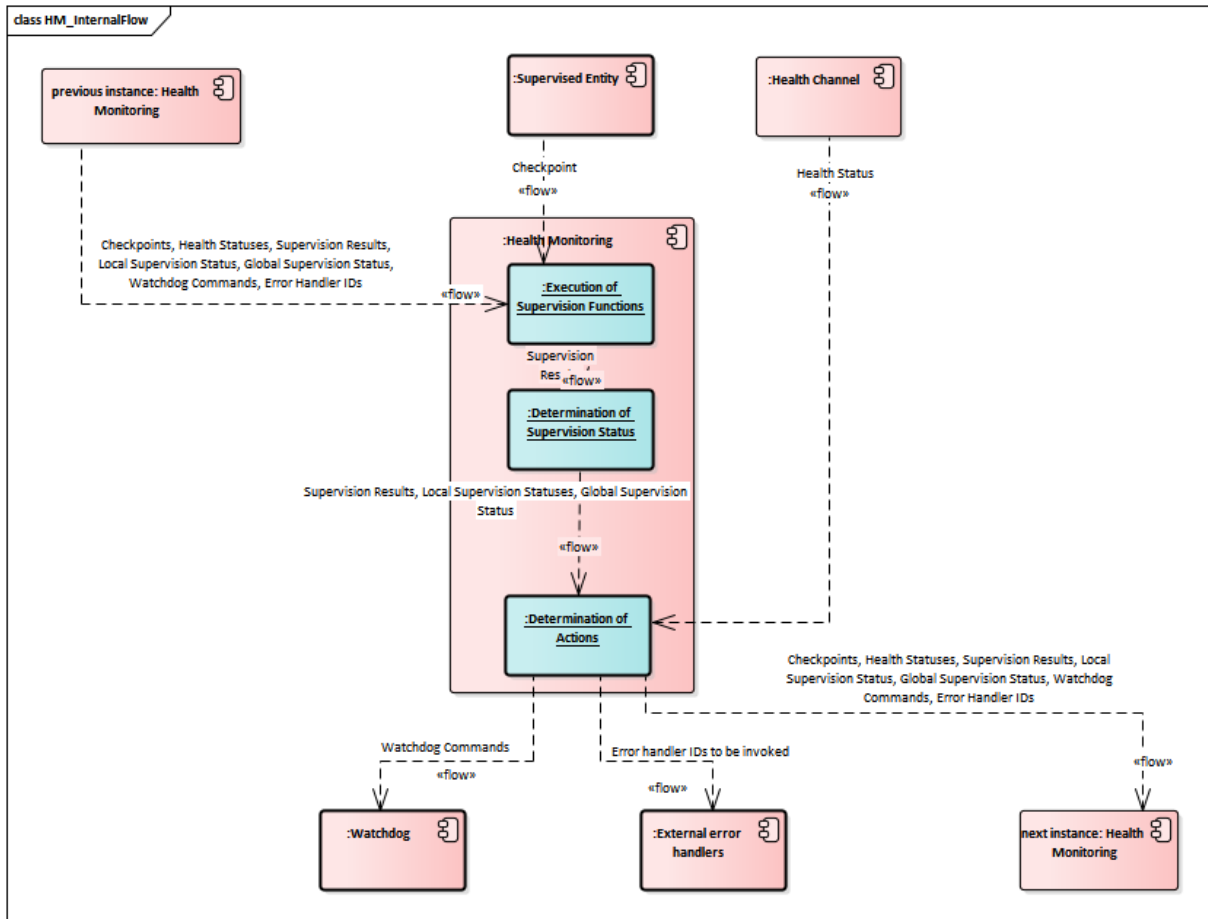 class HM_InternalFlow
previous instance: Health
Monitoring
:Supervised Entity
:Health Channel
Checkpoint
«flow»
Health Status
«flow»
Checkpoints, Health Statuses, Supervision Results,
Local Supervision Status, Global Supervision Status,
Watchdog Commands, Error Handler IDs
«flow»
:Health Monitoring
:Execution of
Supervision Functions
Supervision
«flow»
:Determination of
Supervision Status
Supervision Results, Local Supervision Statuses, Global Supervision
Status
«flow»
:Determination of
Actions
Checkpoints, Health Statuses, Supervision Results, Local
Supervision Status, Global Supervision Status, Watchdog
Commands, Error Handler IDs
Watchdog Commands
«flow»
Error handler IDs to be invoked
«flow»
«flow»
:Watchdog
:External error
handlers
next instance: Health
Monitoring